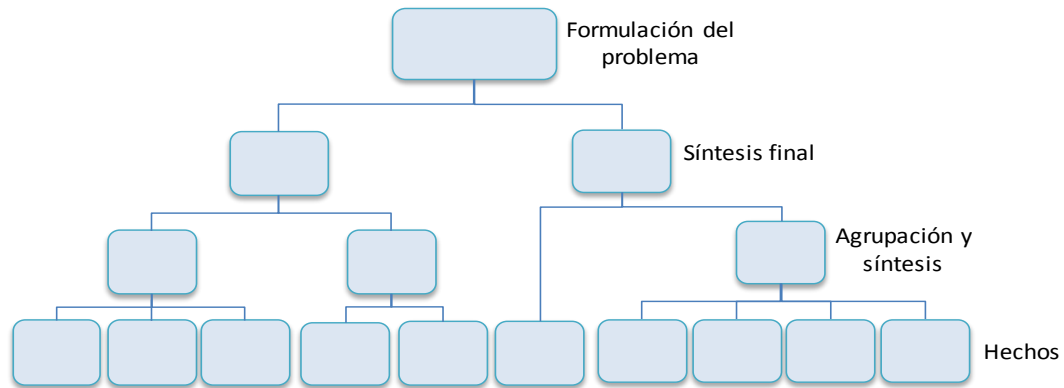 Formulación del
problema
Síntesis final
Agrupación y
síntesis
Hechos